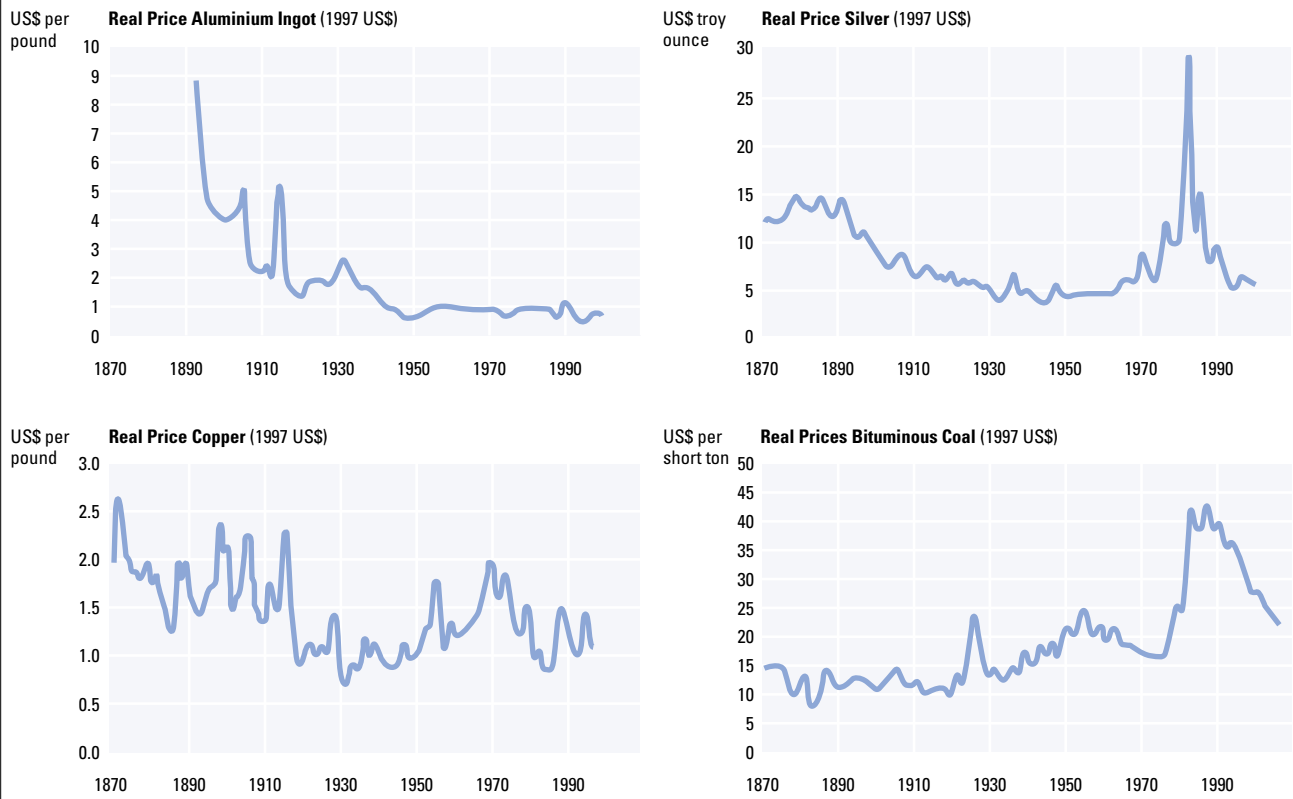 US$ per
pound
Real Price Aluminium Ingot (1997 US$)
10
9
8
7
6
5
4
3
2
1
0
1870 1890 1910 1930 1950 1970 1990
US$ troy
ounce
Real Price Silver (1997 US$)
30
25
20
15
10
5
0
1870 1890 1910 1930 1950 1970 1990
US$ per
pound
Real Price Copper (1997 US$)
3.0
2.5
2.0
1.5
1.0
0.5
0.0
1870 1890 1910 1930 1950 1970 1990
US$ per
short ton
Real Prices Bituminous Coal (1997 US$)
50
45
40
35
30
25
20
15
10
5
0
1870 1890 1910 1930 1950 1970 1990